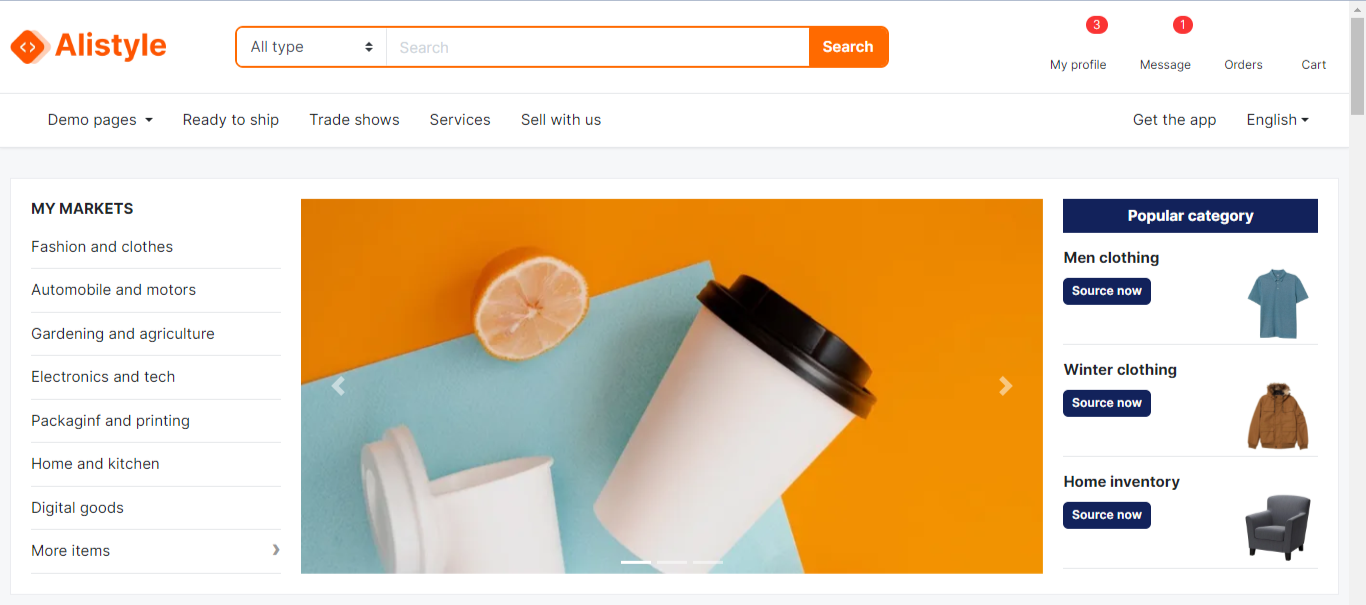 Alistyle
All type
Search
Search
3
My profile
1
Message
Orders
Cart
Demo pages
Ready to ship
Trade shows
Services
Sell with us
Get the app
English
MY MARKETS
Fashion and clothes
Automobile and motors
Gardening and agriculture
Electronics and tech
Packaginf and printing
Home and kitchen
Digital goods
More items
Popular category
Men clothing
Source now
Winter clothing
Source now
Home inventory
Source now